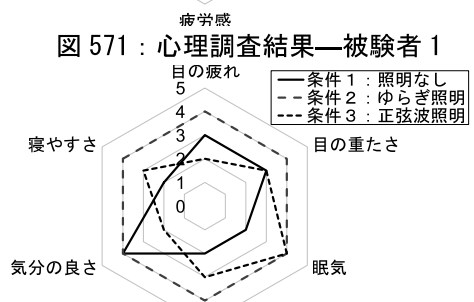 疲労感
図 571：心理調査結果―被験者 1
目の疲れ
条件１：照明なし
条件２：ゆらぎ照明
条件３：正弦波照明
5
4
3
2
1
0
寝やすさ
目の重たさ
気分の良さ
眠気